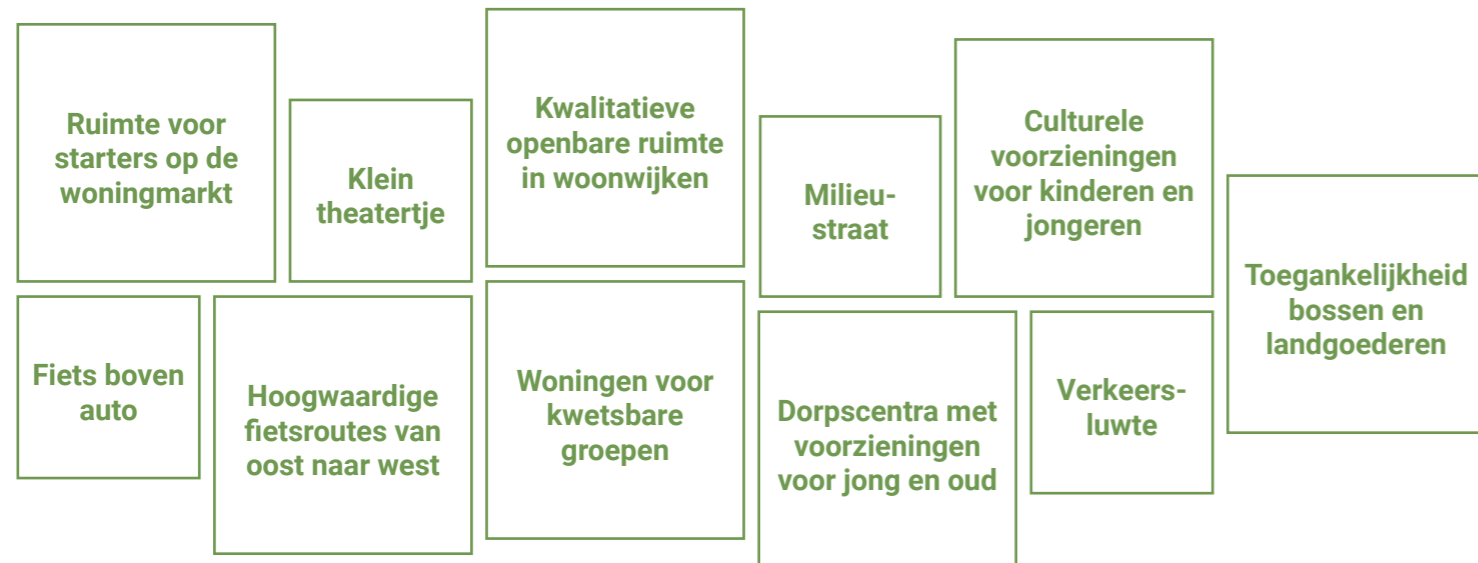 Ruimte voor
starters op de
woningmarkt
Klein
theatertje
Kwalitatieve
openbare ruimte
in woonwijken
Milieu-
straat
Culturele
voorzieningen
voor kinderen en
jongeren
Toegankelijkheid
bossen en
landgoederen
Fiets boven
auto
Hoogwaardige
fietsroutes van
oost naar west
Woningen voor
kwetsbare
groepen
Dorpscentra met
voorzieningen
voor jong en oud
Verkeers-
luwte